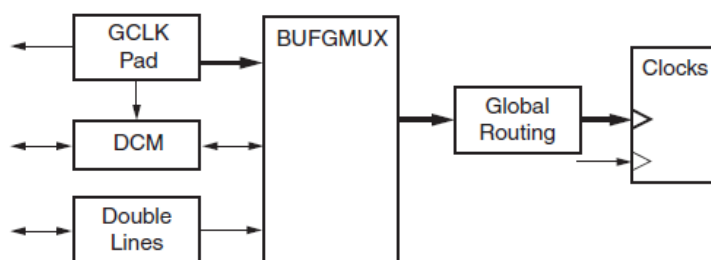 GCLK
Pad
BUFGMUX
Clocks
Global
Routing
DCM
Double
Lines